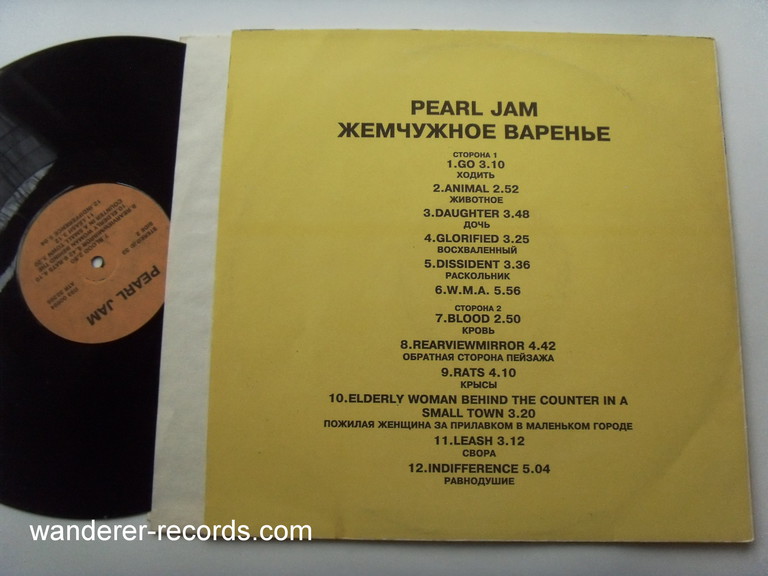 PEARL JAM
ЖЕМЧУЖНОЕ ВАРЕНЬЕ
СТОРОНА 1
1.GO 3.10
ХОДИТЬ
2.ANIMAL 2.52
ЖИВОТНОЕ
3.DAUGHTER 3.48
ДОЧЬ
4.GLORIFIED 3.25
ВОСХВАЛЕННЫЙ
5.DISSIDENT 3.36
РАСКОЛЬНИК
6.W.M.A. 5.56
СТОРОНА 2
7.BLOOD 2.50
КРОВЬ
8.REARVIEWMIRROR 4.42
ОБРАТНАЯ СТОРОНА ПЕЙЗАЖА
9.RATS 4.10
КРЫСЫ
10.ELDERLY WOMAN BEHIND THE COUNTER IN A
SMALL TOWN 3.20
ПОЖИЛАЯ ЖЕНЩИНА ЗА ПРИЛАВКОМ В МАЛЕНЬКОМ ГОРОДЕ
11.LEASH 3.12
СВОРА
12.INDIFFERENCE 5.04
РАВНОДУШИЕ
PEARL JAM
wanderer-records.com